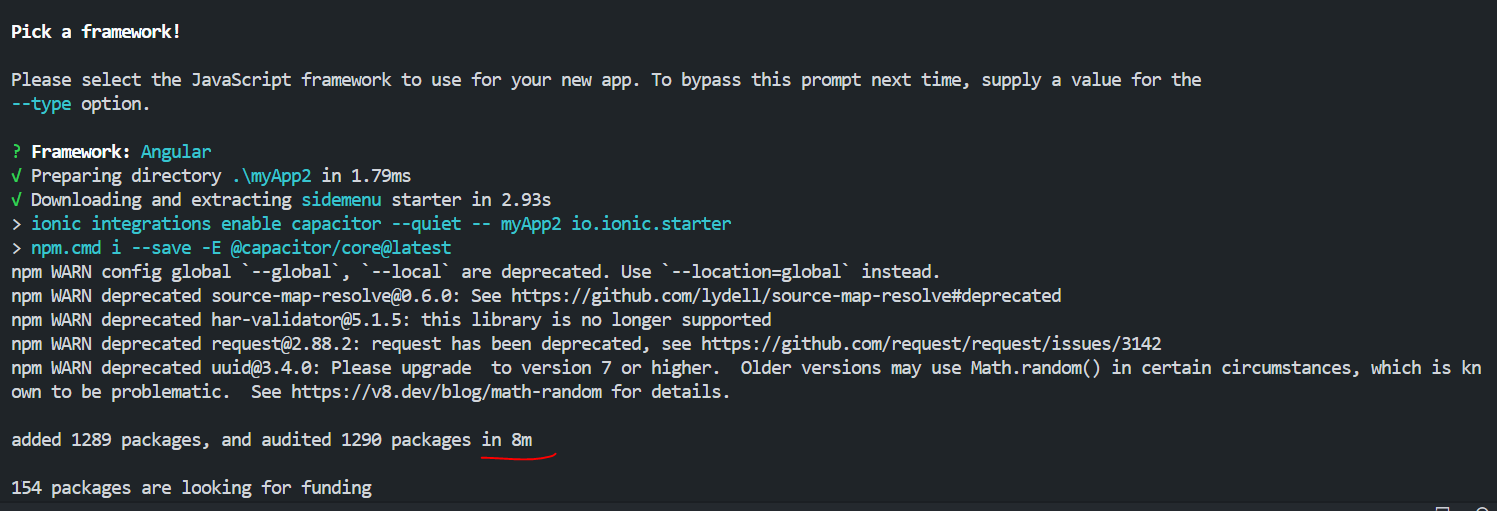 Pick a framework!
Please select the JavaScript framework to use for your new app. To bypass this prompt next time, supply a value for the
--type option.
? Framework: Angular
√ Preparing directory .\myApp2 in 1.79ms
√ Downloading and extracting sidemenu starter in 2.93s
> ionic integrations enable capacitor --quiet -- myApp2 io.ionic.starter
> npm.cmd i --save -E @capacitor/core@latest
npm WARN config global `--global`, `--local` are deprecated. Use `--location=global` instead.
npm WARN deprecated source-map-resolve@0.6.0: See https://github.com/lydell/source-map-resolve#deprecated
npm WARN deprecated har-validator@5.1.5: this library is no longer supported
npm WARN deprecated request@2.88.2: request has been deprecated, see https://github.com/request/request/issues/3142
npm WARN deprecated uuid@3.4.0: Please upgrade  to version 7 or higher.  Older versions may use Math.random() in certain circumstances, which is kn
own to be problematic.  See https://v8.dev/blog/math-random for details.
added 1289 packages, and audited 1290 packages in 8m
154 packages are looking for funding